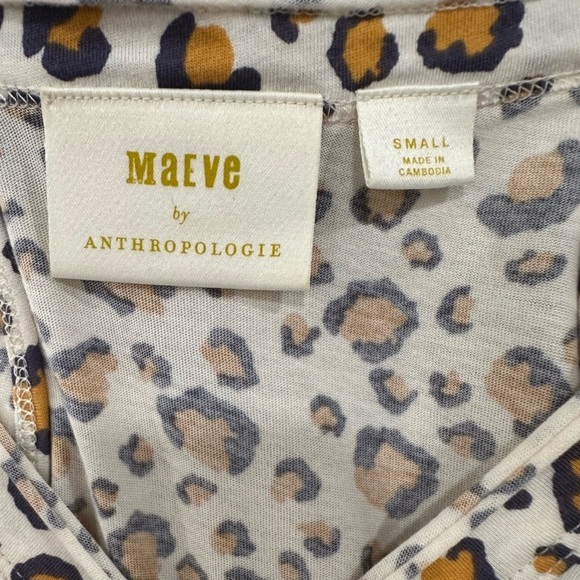 MaEVe
by
ANTHROPOLOGIE
SMALL
MADE IN
CAMBODIA